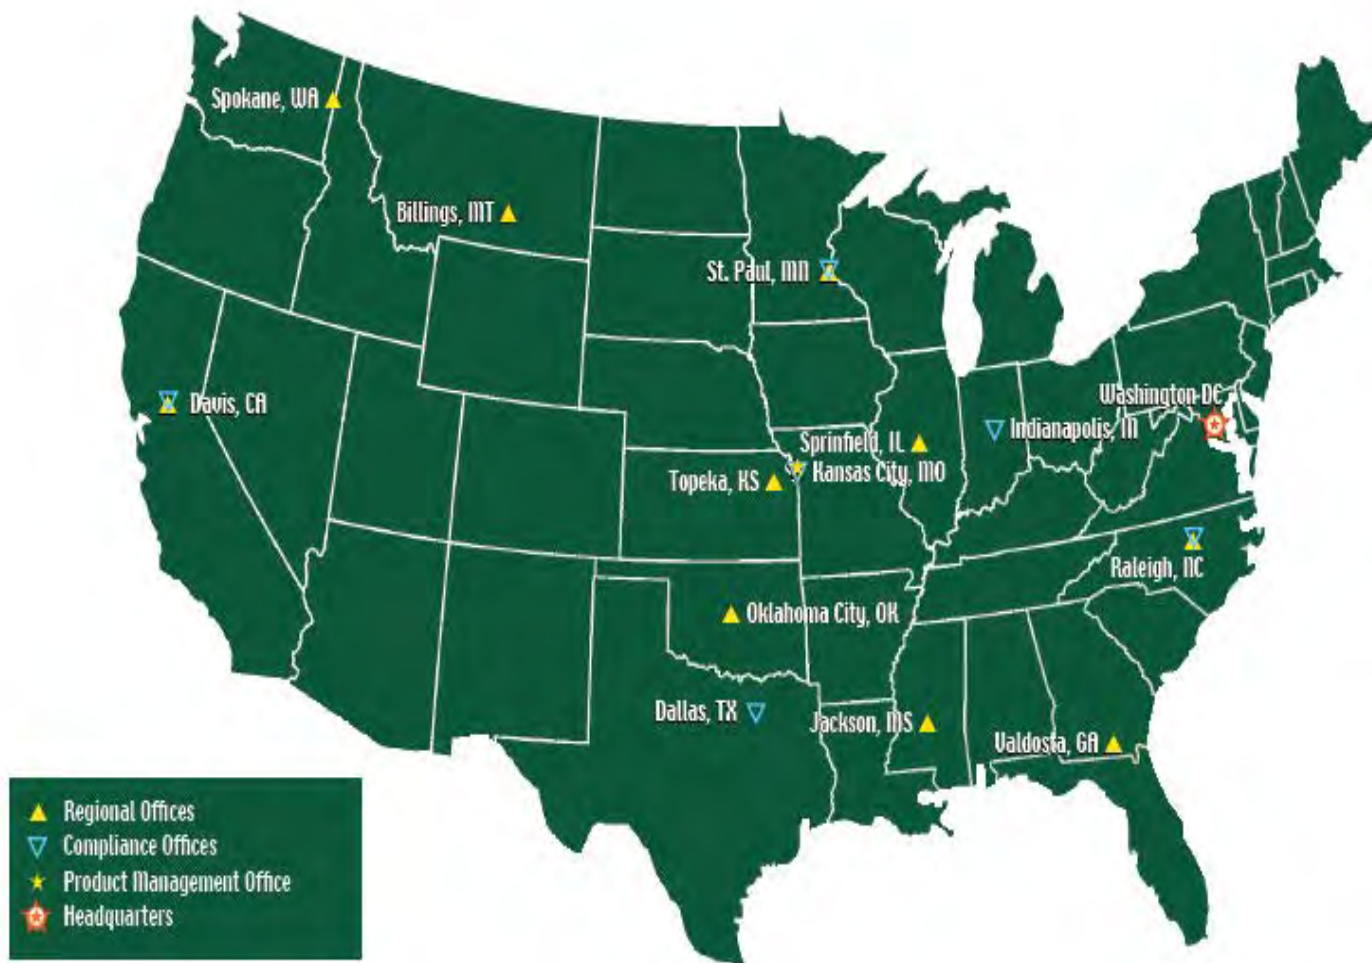 Spokane, WA
Billings, MT
St. Paul, MN
Davis, CA
Washington DC
Sprinfield, IL
Indianapolis, IN
Topeka, KS
Kansas City, MO
Raleigh, NC
Oklahoma City, OK
Dallas, TX
Jackson, MS
Valdosta, GA
Regional Offices
Compliance Offices
Product Management Office
Headquarters